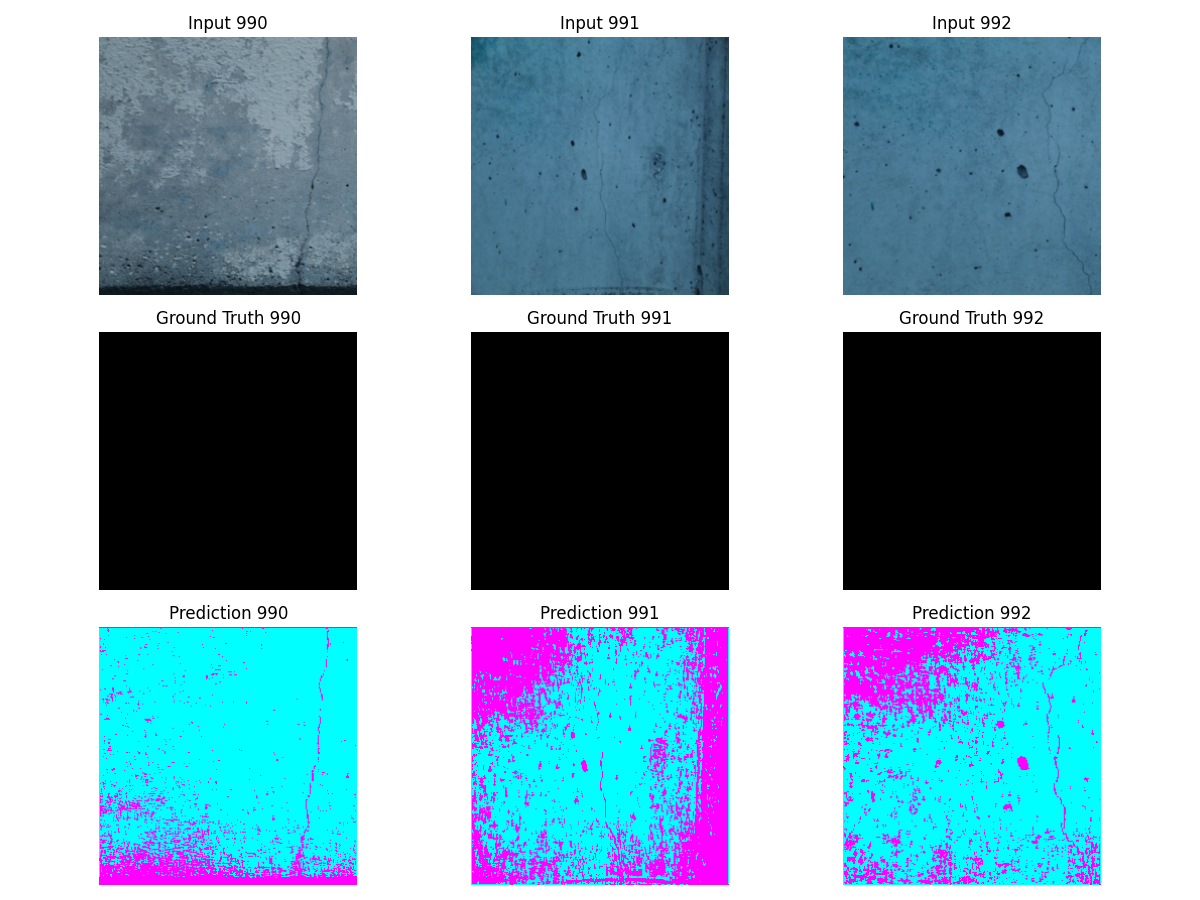 Input 990
Input 991
Input 992
Ground Truth 990
Ground Truth 991
Ground Truth 992
Prediction 990
Prediction 991
Prediction 992